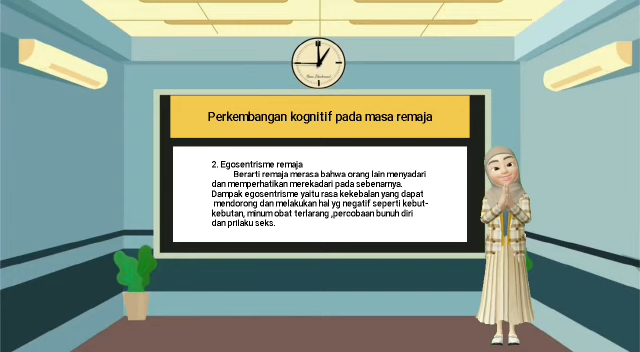 Perkembangan kognitif pada masa remaja
2. Egosentrisme remaja
Berarti remaja merasa bahwa orang lain menyadari
dan memperhatikan merekadari pada sebenarnya.
Dampak egosentrisme yaitu rasa kekebalan yang dapat
mendorong dan melakukan hal yg negatif seperti kebut-
kebutan, minum obat terlarang ,percobaan bunuh diri
dan prilaku seks.